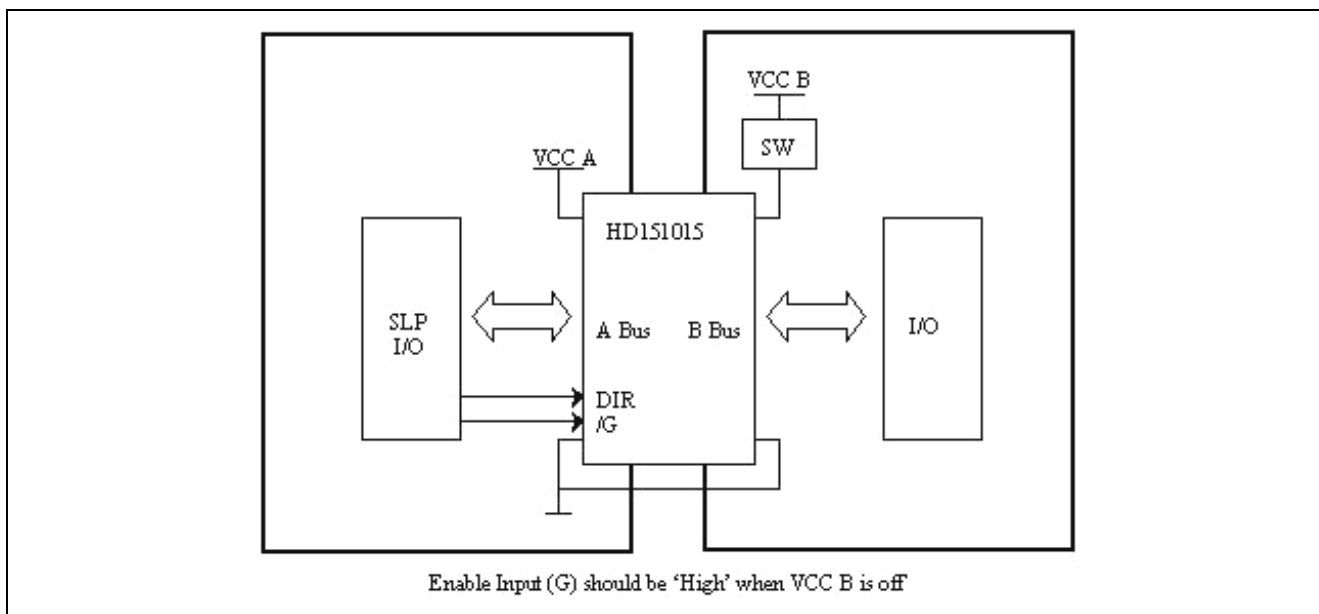 VCC B
SW
VCC A
HD151015
SLP
I/O
A Bus
B Bus
I/O
DIR
/G
Enable Input (G) should be ‘High’ when VCC B is off